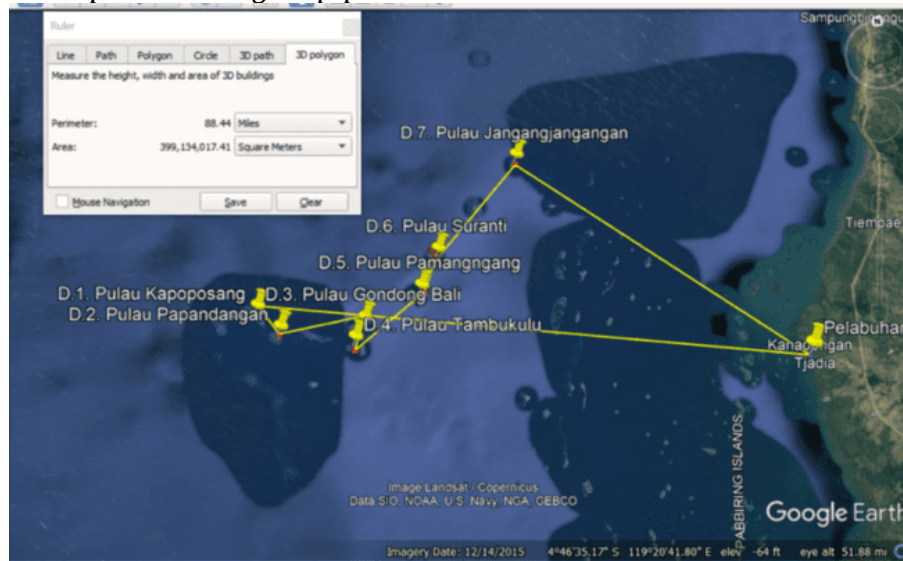 Sampung
Ruler
Line Path Polygon Circle 3D path 3D polygon
Measure the height, width and area of 3D buildings
Perimeter: 88.44 Miles
Area: 399,134,017.41 Square Meters
Mouse Navigation Save Clear
D.7. Pulau Jangangjangangan
Tiempae
D.6. Pulau Suranti
D.5. Pulau Pamangngang
D.1. Pulau Kapoposang D.3. Pulau Gondong Bali
D.2. Pulau Papandangan D.4. Pulau Tambukulu
Pelabuhan
Tjadia
PABBIRING ISLANDS
Image Landsat / Copernicus
Data SIO, NOAA, U.S. Navy, NGA, GEBCO
Google Earth
Imagery Date: 12/14/2015 4°46'35.17" S 119°20'41.80" E elev -64 ft eye alt 51.88 mi